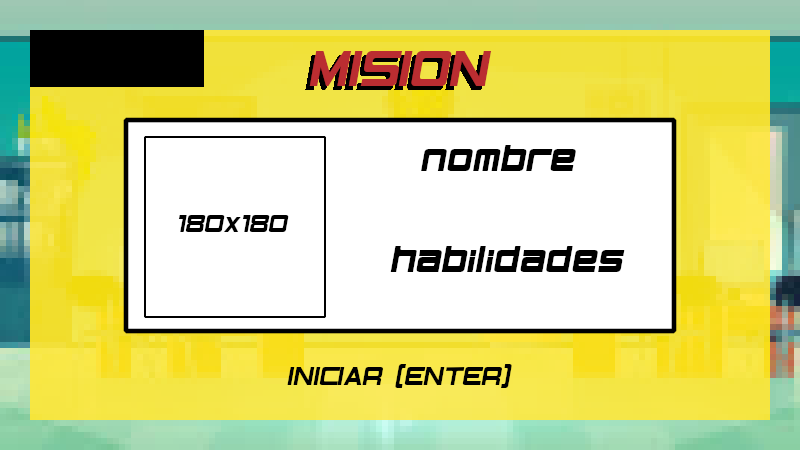 MISION
nombre
180x180
habilidades
INICIAR [ENTER]